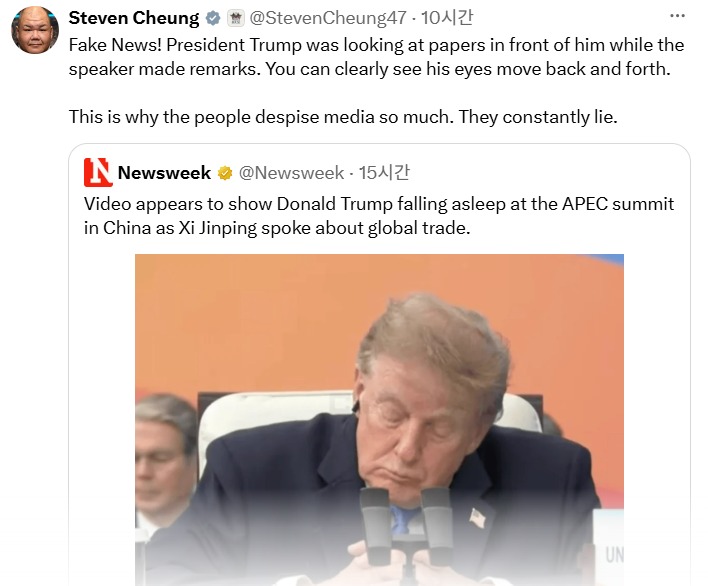 Steven Cheung @StevenCheung47 · 10시간
Fake News! President Trump was looking at papers in front of him while the
speaker made remarks. You can clearly see his eyes move back and forth.
This is why the people despise media so much. They constantly lie.
N Newsweek @Newsweek · 15시간
Video appears to show Donald Trump falling asleep at the APEC summit
in China as Xi Jinping spoke about global trade.
UN